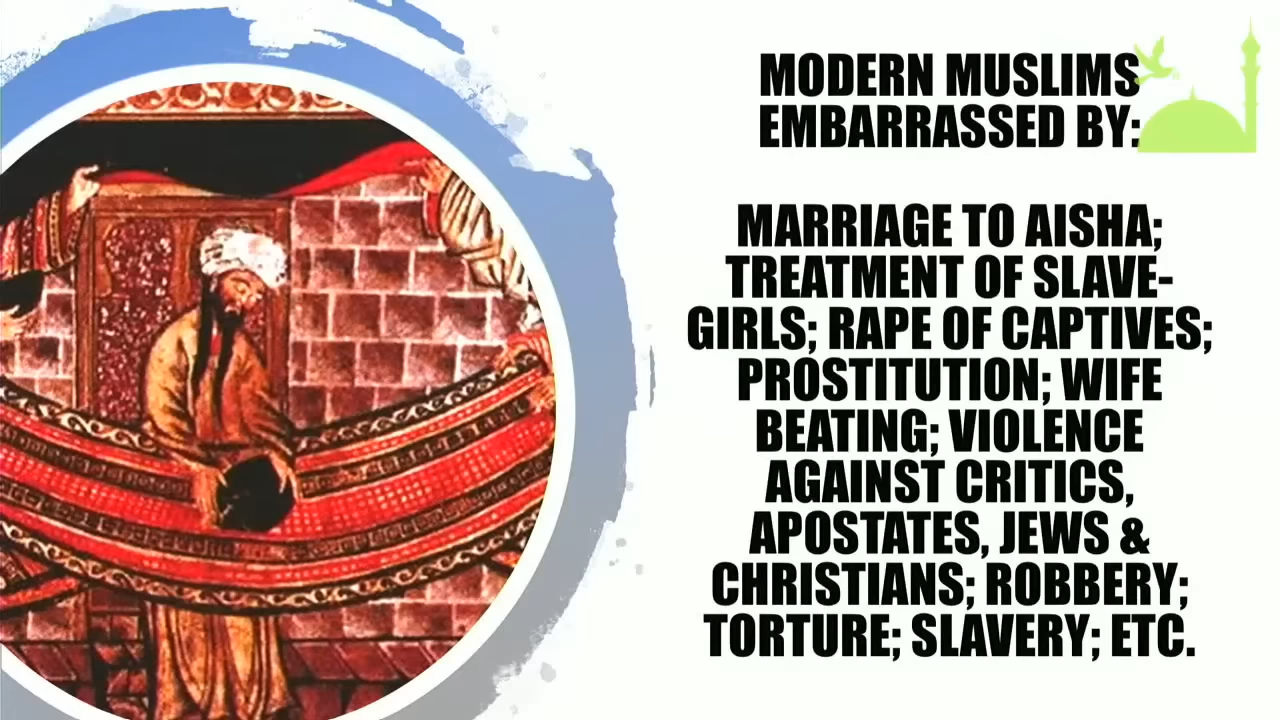 MODERN MUSLIMS
EMBARRASSED BY:
MARRIAGE TO AISHA;
TREATMENT OF SLAVE-
GIRLS; RAPE OF CAPTIVES;
PROSTITUTION; WIFE
BEATING; VIOLENCE
AGAINST CRITICS,
APOSTATES, JEWS &
CHRISTIANS; ROBBERY;
TORTURE; SLAVERY; ETC.